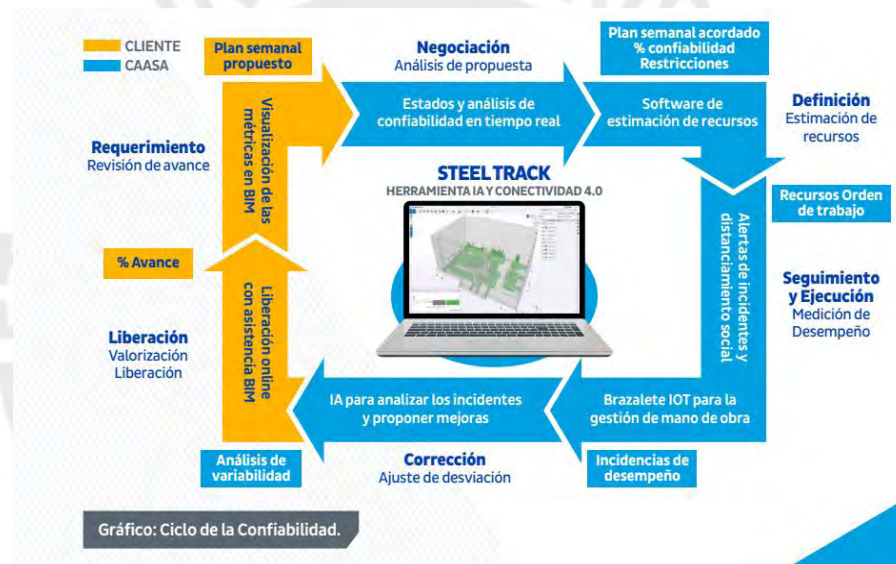 CLIENTE
CAASA
Plan semanal
propuesto
Negociación
Análisis de propuesta
Plan semanal acordado
% confiabilidad
Restricciones
Requerimiento
Revisión de avance
Visualización de las
métricas en BIM
Estados y análisis de
confiabilidad en tiempo real
Software de
estimación de recursos
Definición
Estimación de
recursos
STEEL TRACK
HERRAMIENTA IA Y CONECTIVIDAD 4.0
Recursos Orden
de trabajo
Alertas de incidentes y
distanciamiento social
% Avance
Seguimiento
y Ejecución
Medición de
Desempeño
Liberación
Valorización
Liberación
Liberación online
con asistencia BIM
IA para analizar los incidentes
y proponer mejoras
Brazalete IOT para la
gestión de mano de obra
Análisis de
variabilidad
Corrección
Ajuste de desviación
Incidencias de
desempeño
Gráfico: Ciclo de la Confiabilidad.